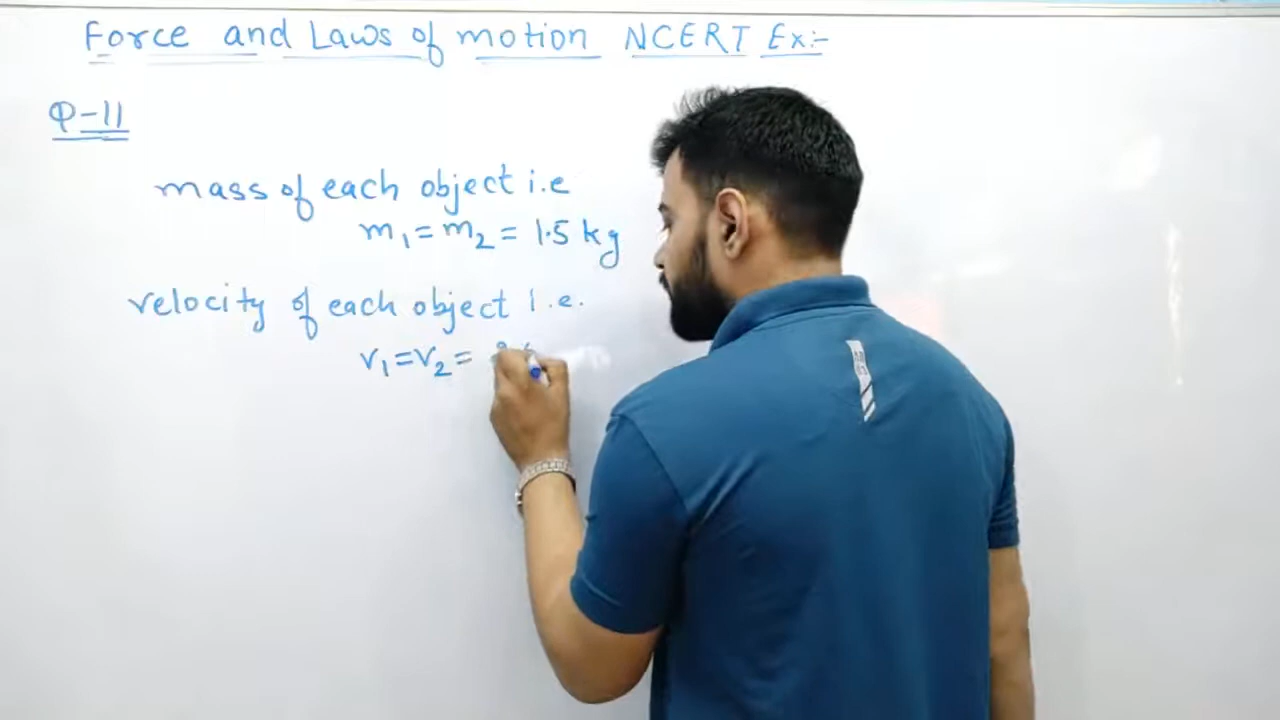 Force and Laws of motion NCERT Ex:-
Q-11
mass of each object i.e
m₁ = m₂ = 1.5 kg
velocity of each object i.e.
v₁ = v₂ =